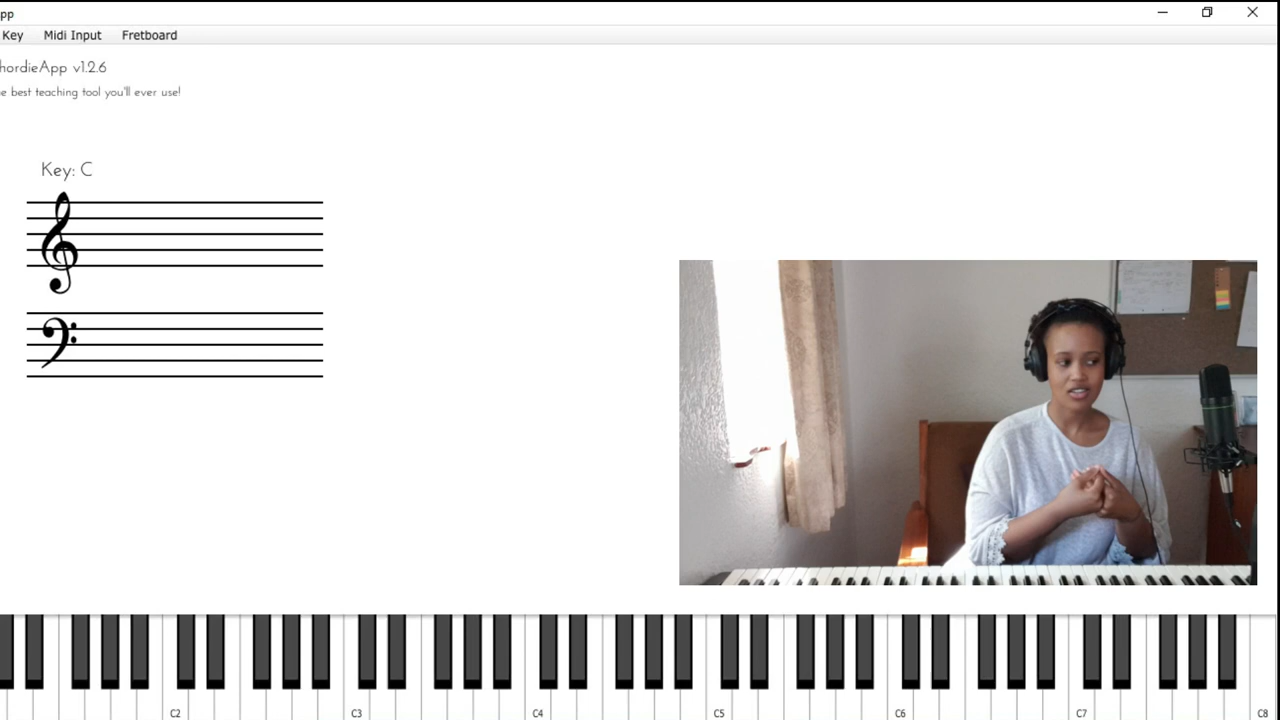 pp
Key Midi Input Fretboard
hordieApp v1.2.6
e best teaching tool you'll ever use!
Key: C
C2 C3 C4 C5 C6 C7 C8